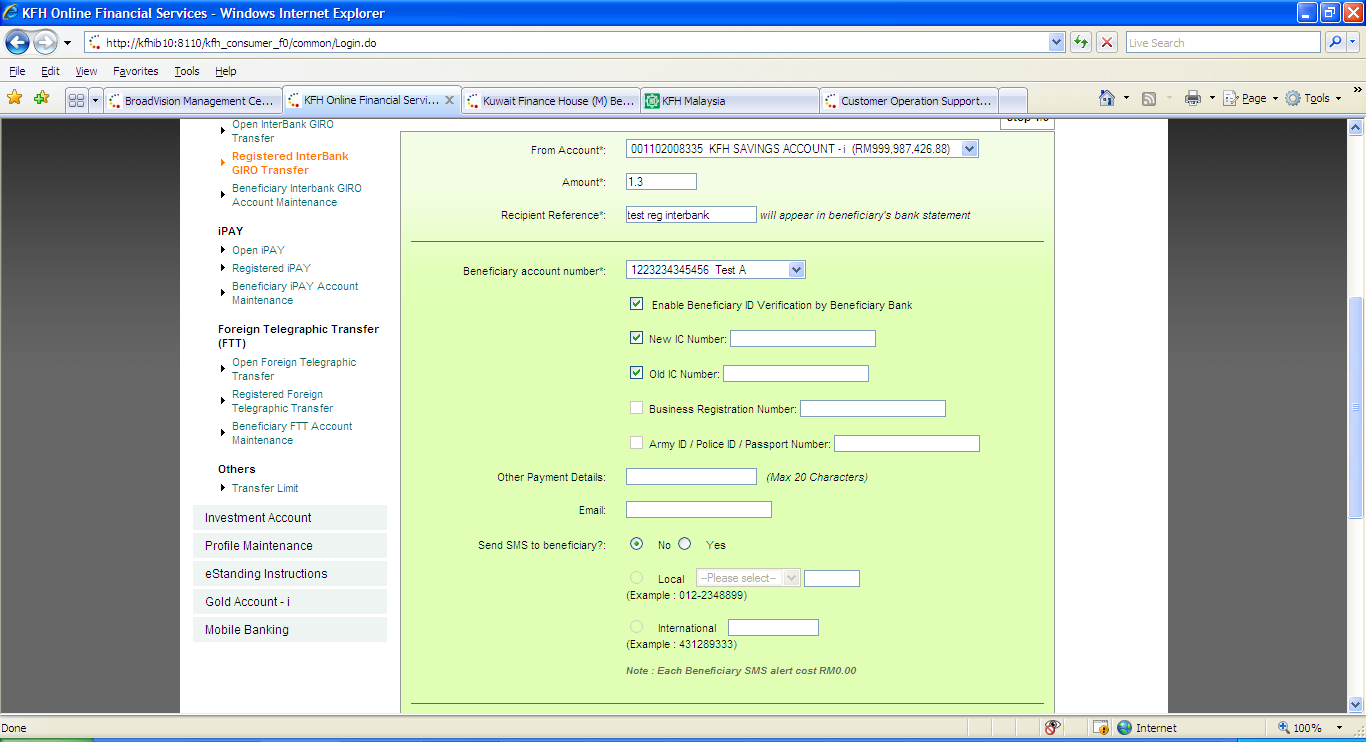 KFH Online Financial Services - Windows Internet Explorer
http://kfhib10:8110/kfh_consumer_f0/common/Login.do
Live Search
File Edit View Favorites Tools Help
BroadVision Management Ce...
KFH Online Financial Servi...
Kuwait Finance House (M) Be...
KFH Malaysia
Customer Operation Support...
Page
Tools
Open InterBank GIRO
Transfer
Registered InterBank
GIRO Transfer
Beneficiary Interbank GIRO
Account Maintenance
iPAY
Open iPAY
Registered iPAY
Beneficiary iPAY Account
Maintenance
Foreign Telegraphic Transfer
(FTT)
Open Foreign Telegraphic
Transfer
Registered Foreign
Telegraphic Transfer
Beneficiary FTT Account
Maintenance
Others
Transfer Limit
Investment Account
Profile Maintenance
eStanding Instructions
Gold Account - i
Mobile Banking
From Account*: 001102008335 KFH SAVINGS ACCOUNT - i (RM999,987,426.88)
Amount*: 1.3
Recipient Reference*: test reg interbank will appear in beneficiary's bank statement
Beneficiary account number*: 1223234345456 Test A
Enable Beneficiary ID Verification by Beneficiary Bank
New IC Number:
Old IC Number:
Business Registration Number:
Army ID / Police ID / Passport Number:
Other Payment Details: (Max 20 Characters)
Email:
Send SMS to beneficiary?: No Yes
Local --Please select--
(Example : 012-2348899)
International
(Example : 431289333)
Note : Each Beneficiary SMS alert cost RM0.00
Done
Internet
100%